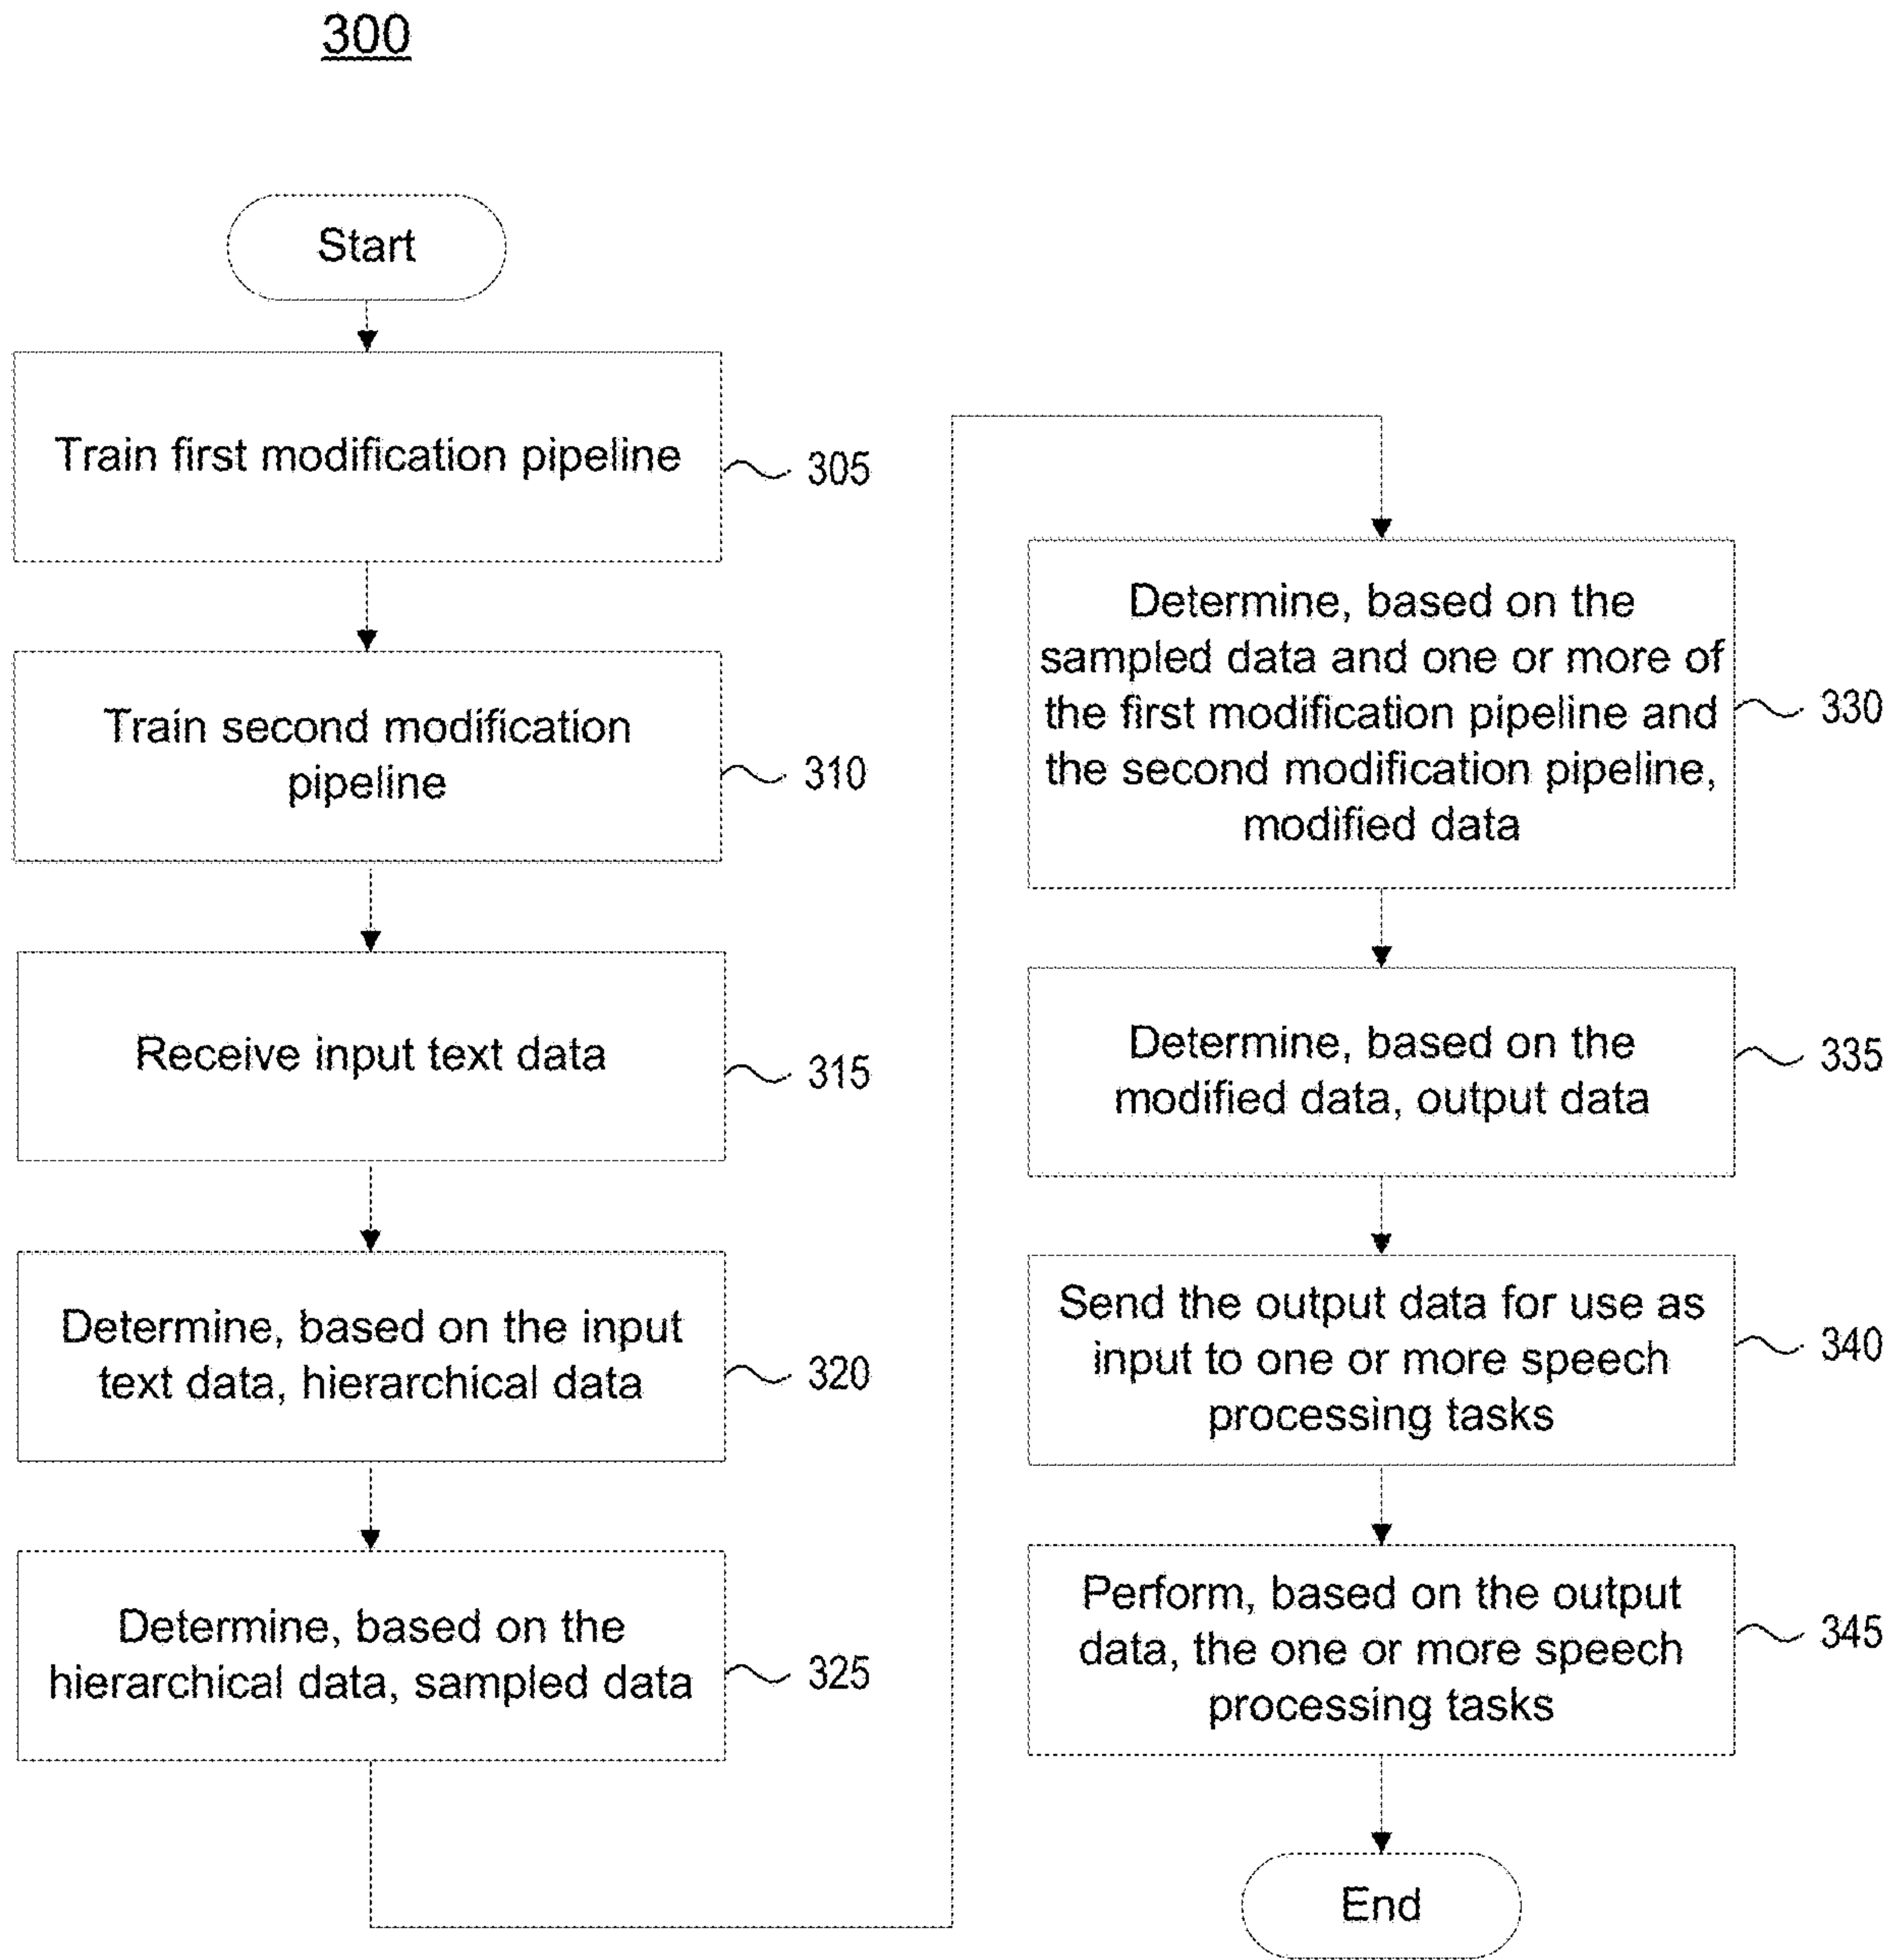 300
Start
Train first modification pipeline
305
Train second modification
pipeline
310
Receive input text data
315
Determine, based on the input
text data, hierarchical data
320
Determine, based on the
hierarchical data, sampled data
325
Determine, based on the
sampled data and one or more of
the first modification pipeline and
the second modification pipeline,
modified data
330
Determine, based on the
modified data, output data
335
Send the output data for use as
input to one or more speech
processing tasks
340
Perform, based on the output
data, the one or more speech
processing tasks
345
End